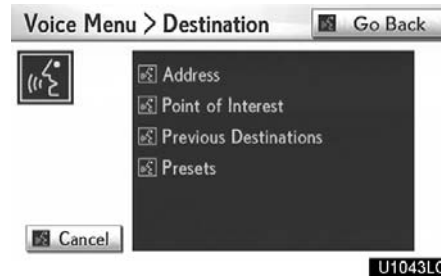 Voice Menu > Destination
Go Back
Address
Point of Interest
Previous Destinations
Presets
Cancel
U1043LC